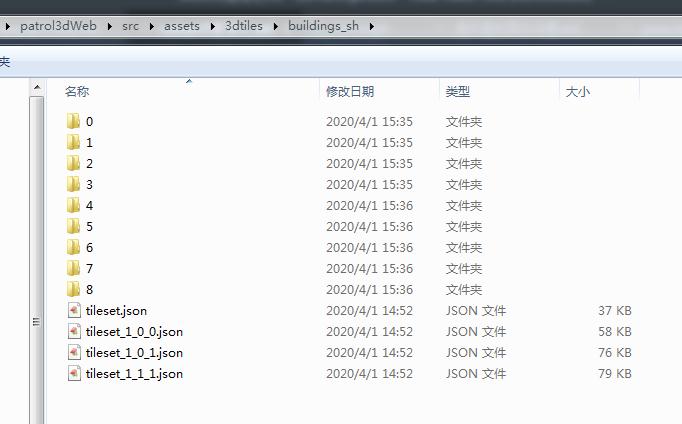 patrol3dWeb ▸ src ▸ assets ▸ 3dtiles ▸ buildings_sh ▸
夹
名称 修改日期 类型 大小
0 2020/4/1 15:35 文件夹
1 2020/4/1 15:35 文件夹
2 2020/4/1 15:35 文件夹
3 2020/4/1 15:35 文件夹
4 2020/4/1 15:36 文件夹
5 2020/4/1 15:36 文件夹
6 2020/4/1 15:36 文件夹
7 2020/4/1 15:36 文件夹
8 2020/4/1 15:36 文件夹
tileset.json 2020/4/1 14:52 JSON 文件 37 KB
tileset_1_0_0.json 2020/4/1 14:52 JSON 文件 58 KB
tileset_1_0_1.json 2020/4/1 14:52 JSON 文件 76 KB
tileset_1_1_1.json 2020/4/1 14:52 JSON 文件 79 KB